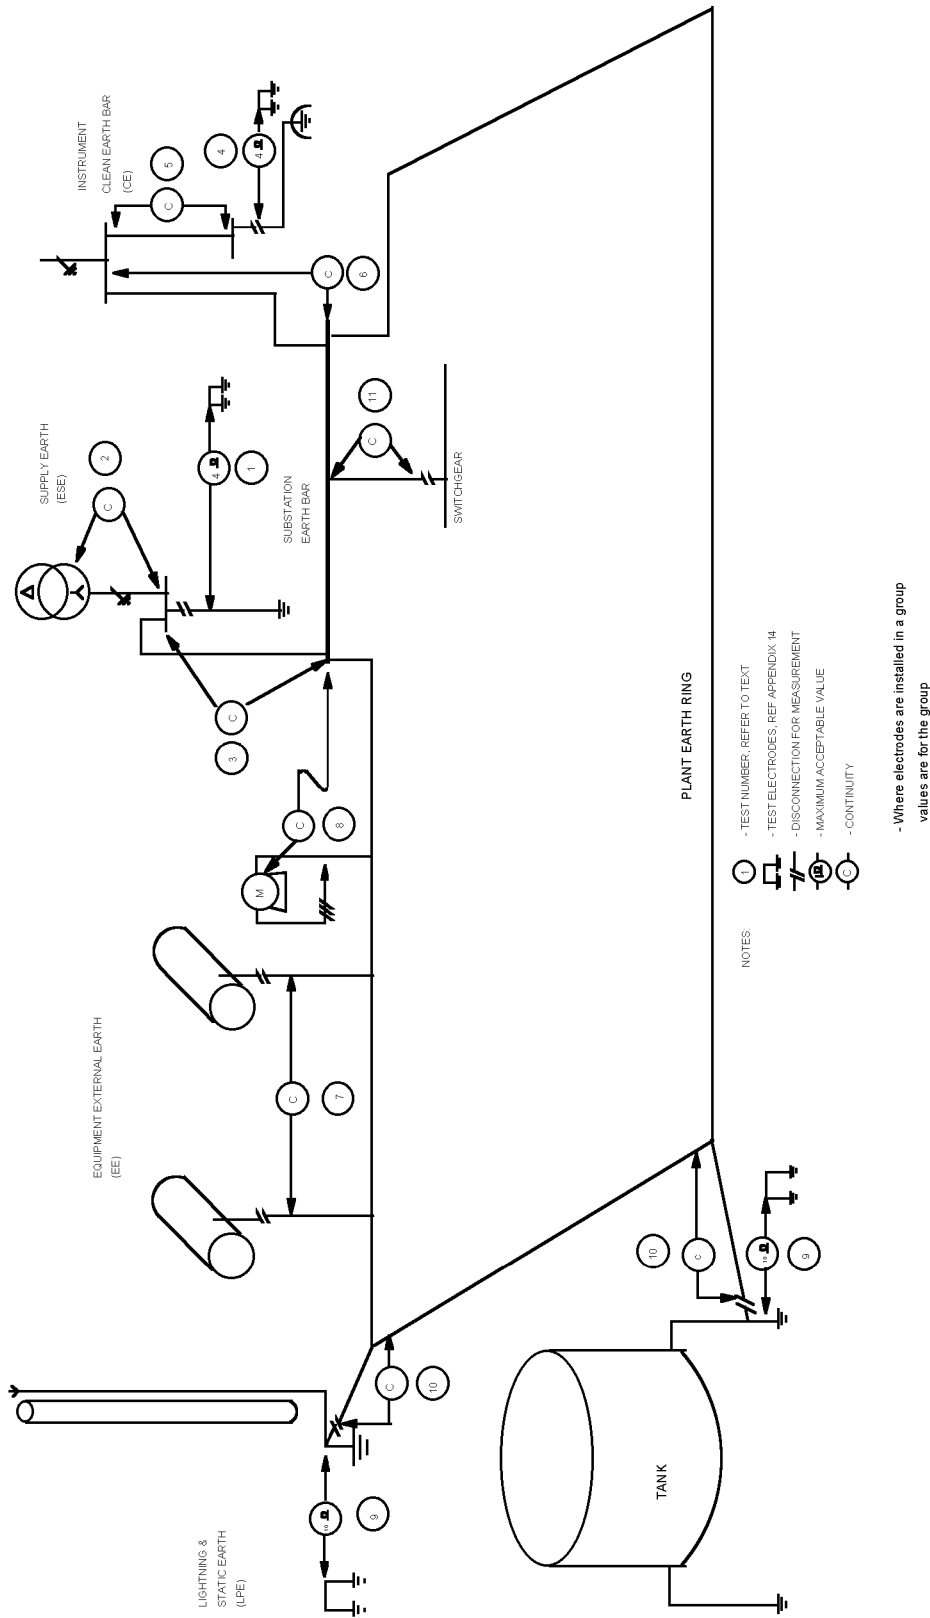 INSTRUMENT
CLEAN EARTH BAR
(CE)
5
C
4
4 Ω
C
6
SUPPLY EARTH
(ESE)
2
C
4 Ω
1
SUBSTATION
EARTH BAR
11
C
SWITCHGEAR
C
3
C
8
M
EQUIPMENT EXTERNAL EARTH
(EE)
C
7
PLANT EARTH RING
LIGHTNING &
STATIC EARTH
(LPE)
10 Ω
9
C
10
10
C
10 Ω
9
TANK
NOTES:
1 - TEST NUMBER, REFER TO TEXT
- TEST ELECTRODES, REF APPENDIX 14
- DISCONNECTION FOR MEASUREMENT
- MAXIMUM ACCEPTABLE VALUE
C - CONTINUITY
- Where electrodes are installed in a group
values are for the group